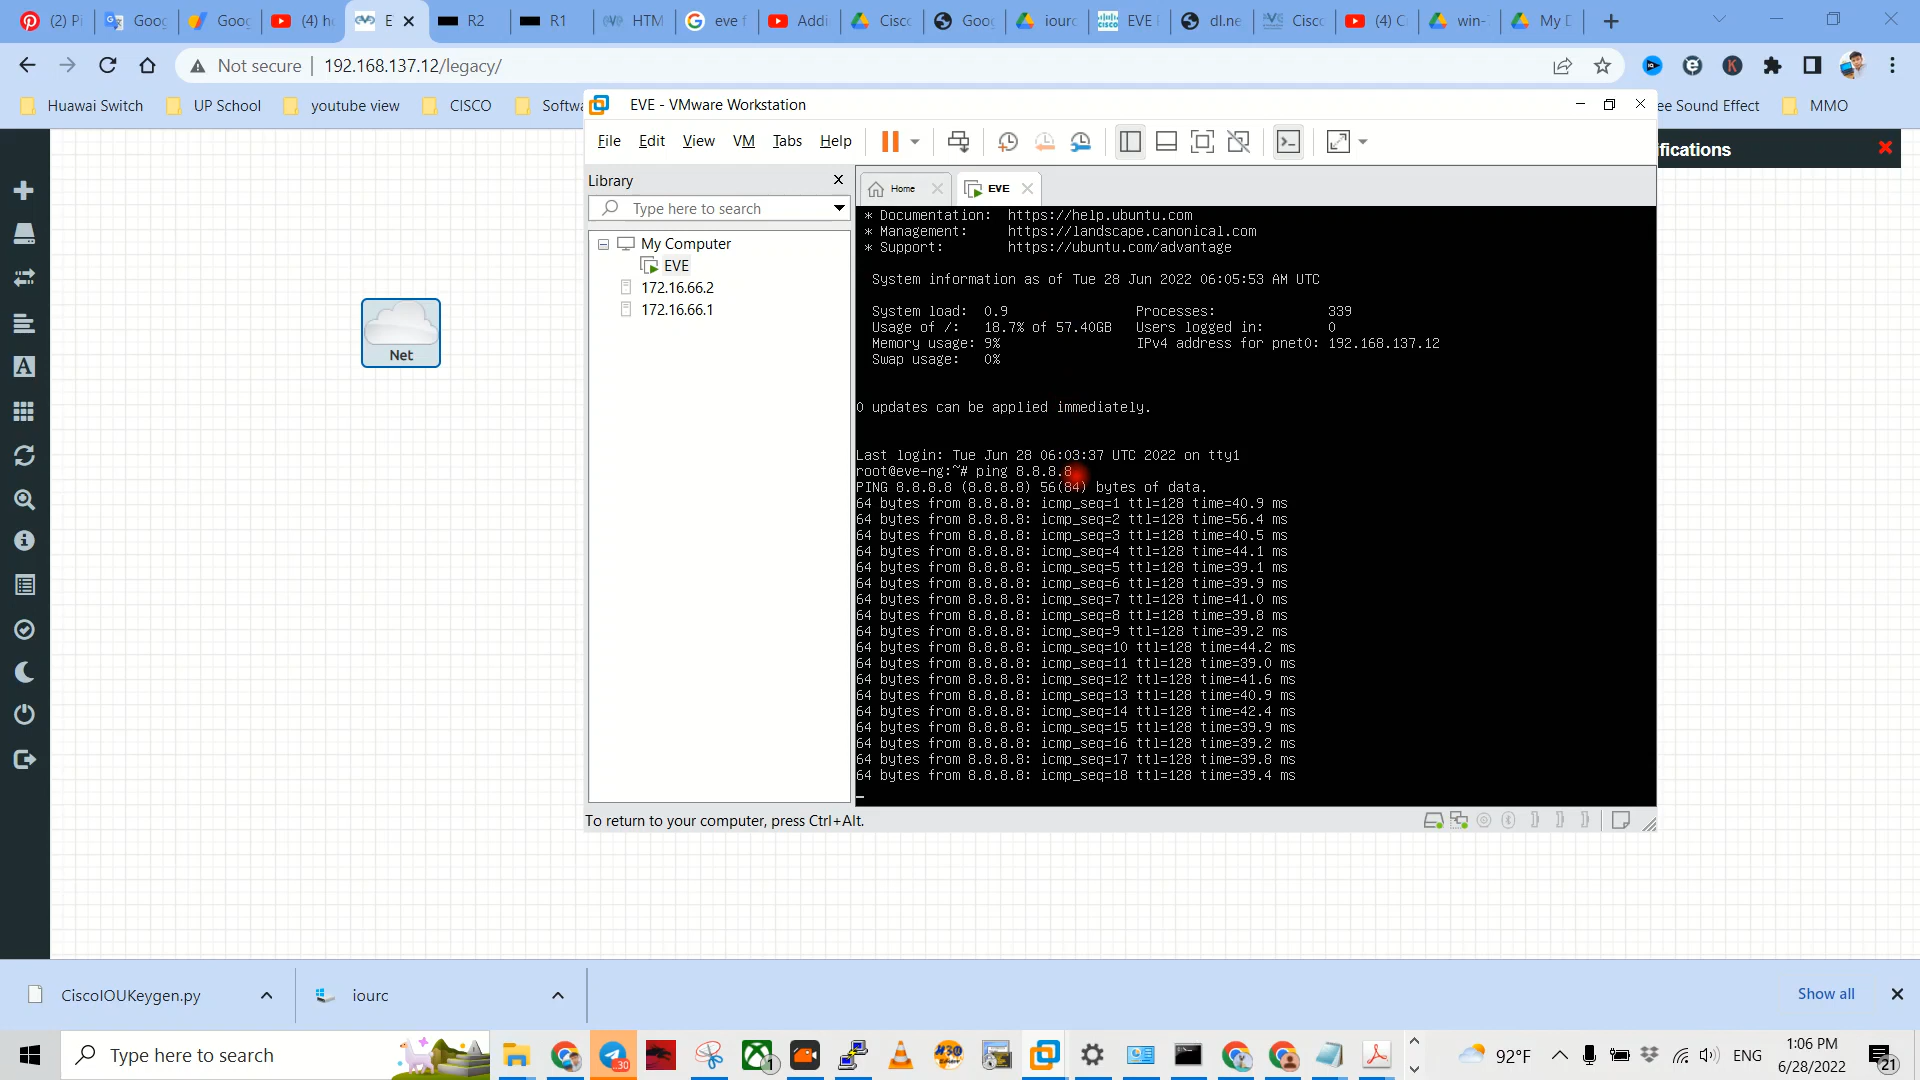 (2) Pi
Goog
Goog
(4) ho
E
R2
R1
HTM
eve f
Addi
Cisco
Goo
iourc
EVE
dl.ne
Cisc
(4) C
win-
My D
Not secure
192.168.137.12/legacy/
Huawai Switch
UP School
youtube view
CISCO
Softwa
ee Sound Effect
MMO
EVE - VMware Workstation
File Edit View VM Tabs Help
fications
Library
Home
EVE
Type here to search
My Computer
EVE
172.16.66.2
172.16.66.1
Net
* Documentation: https://help.ubuntu.com
* Management: https://landscape.canonical.com
* Support: https://ubuntu.com/advantage
System information as of Tue 28 Jun 2022 06:05:53 AM UTC
System load: 0.9 Processes: 339
Usage of /: 18.7% of 57.40GB Users logged in: 0
Memory usage: 9% IPv4 address for pnet0: 192.168.137.12
Swap usage: 0%
0 updates can be applied immediately.
Last login: Tue Jun 28 06:03:37 UTC 2022 on tty1
root@eve-ng:~# ping 8.8.8.8
PING 8.8.8.8 (8.8.8.8) 56(84) bytes of data.
64 bytes from 8.8.8.8: icmp_seq=1 ttl=128 time=40.9 ms
64 bytes from 8.8.8.8: icmp_seq=2 ttl=128 time=56.4 ms
64 bytes from 8.8.8.8: icmp_seq=3 ttl=128 time=40.5 ms
64 bytes from 8.8.8.8: icmp_seq=4 ttl=128 time=44.1 ms
64 bytes from 8.8.8.8: icmp_seq=5 ttl=128 time=39.1 ms
64 bytes from 8.8.8.8: icmp_seq=6 ttl=128 time=39.9 ms
64 bytes from 8.8.8.8: icmp_seq=7 ttl=128 time=41.0 ms
64 bytes from 8.8.8.8: icmp_seq=8 ttl=128 time=39.8 ms
64 bytes from 8.8.8.8: icmp_seq=9 ttl=128 time=39.2 ms
64 bytes from 8.8.8.8: icmp_seq=10 ttl=128 time=44.2 ms
64 bytes from 8.8.8.8: icmp_seq=11 ttl=128 time=39.0 ms
64 bytes from 8.8.8.8: icmp_seq=12 ttl=128 time=41.6 ms
64 bytes from 8.8.8.8: icmp_seq=13 ttl=128 time=40.9 ms
64 bytes from 8.8.8.8: icmp_seq=14 ttl=128 time=42.4 ms
64 bytes from 8.8.8.8: icmp_seq=15 ttl=128 time=39.9 ms
64 bytes from 8.8.8.8: icmp_seq=16 ttl=128 time=39.2 ms
64 bytes from 8.8.8.8: icmp_seq=17 ttl=128 time=39.8 ms
64 bytes from 8.8.8.8: icmp_seq=18 ttl=128 time=39.4 ms
To return to your computer, press Ctrl+Alt.
CiscoIOUKeygen.py
iourc
Show all
Type here to search
92°F
ENG
1:06 PM
6/28/2022
21